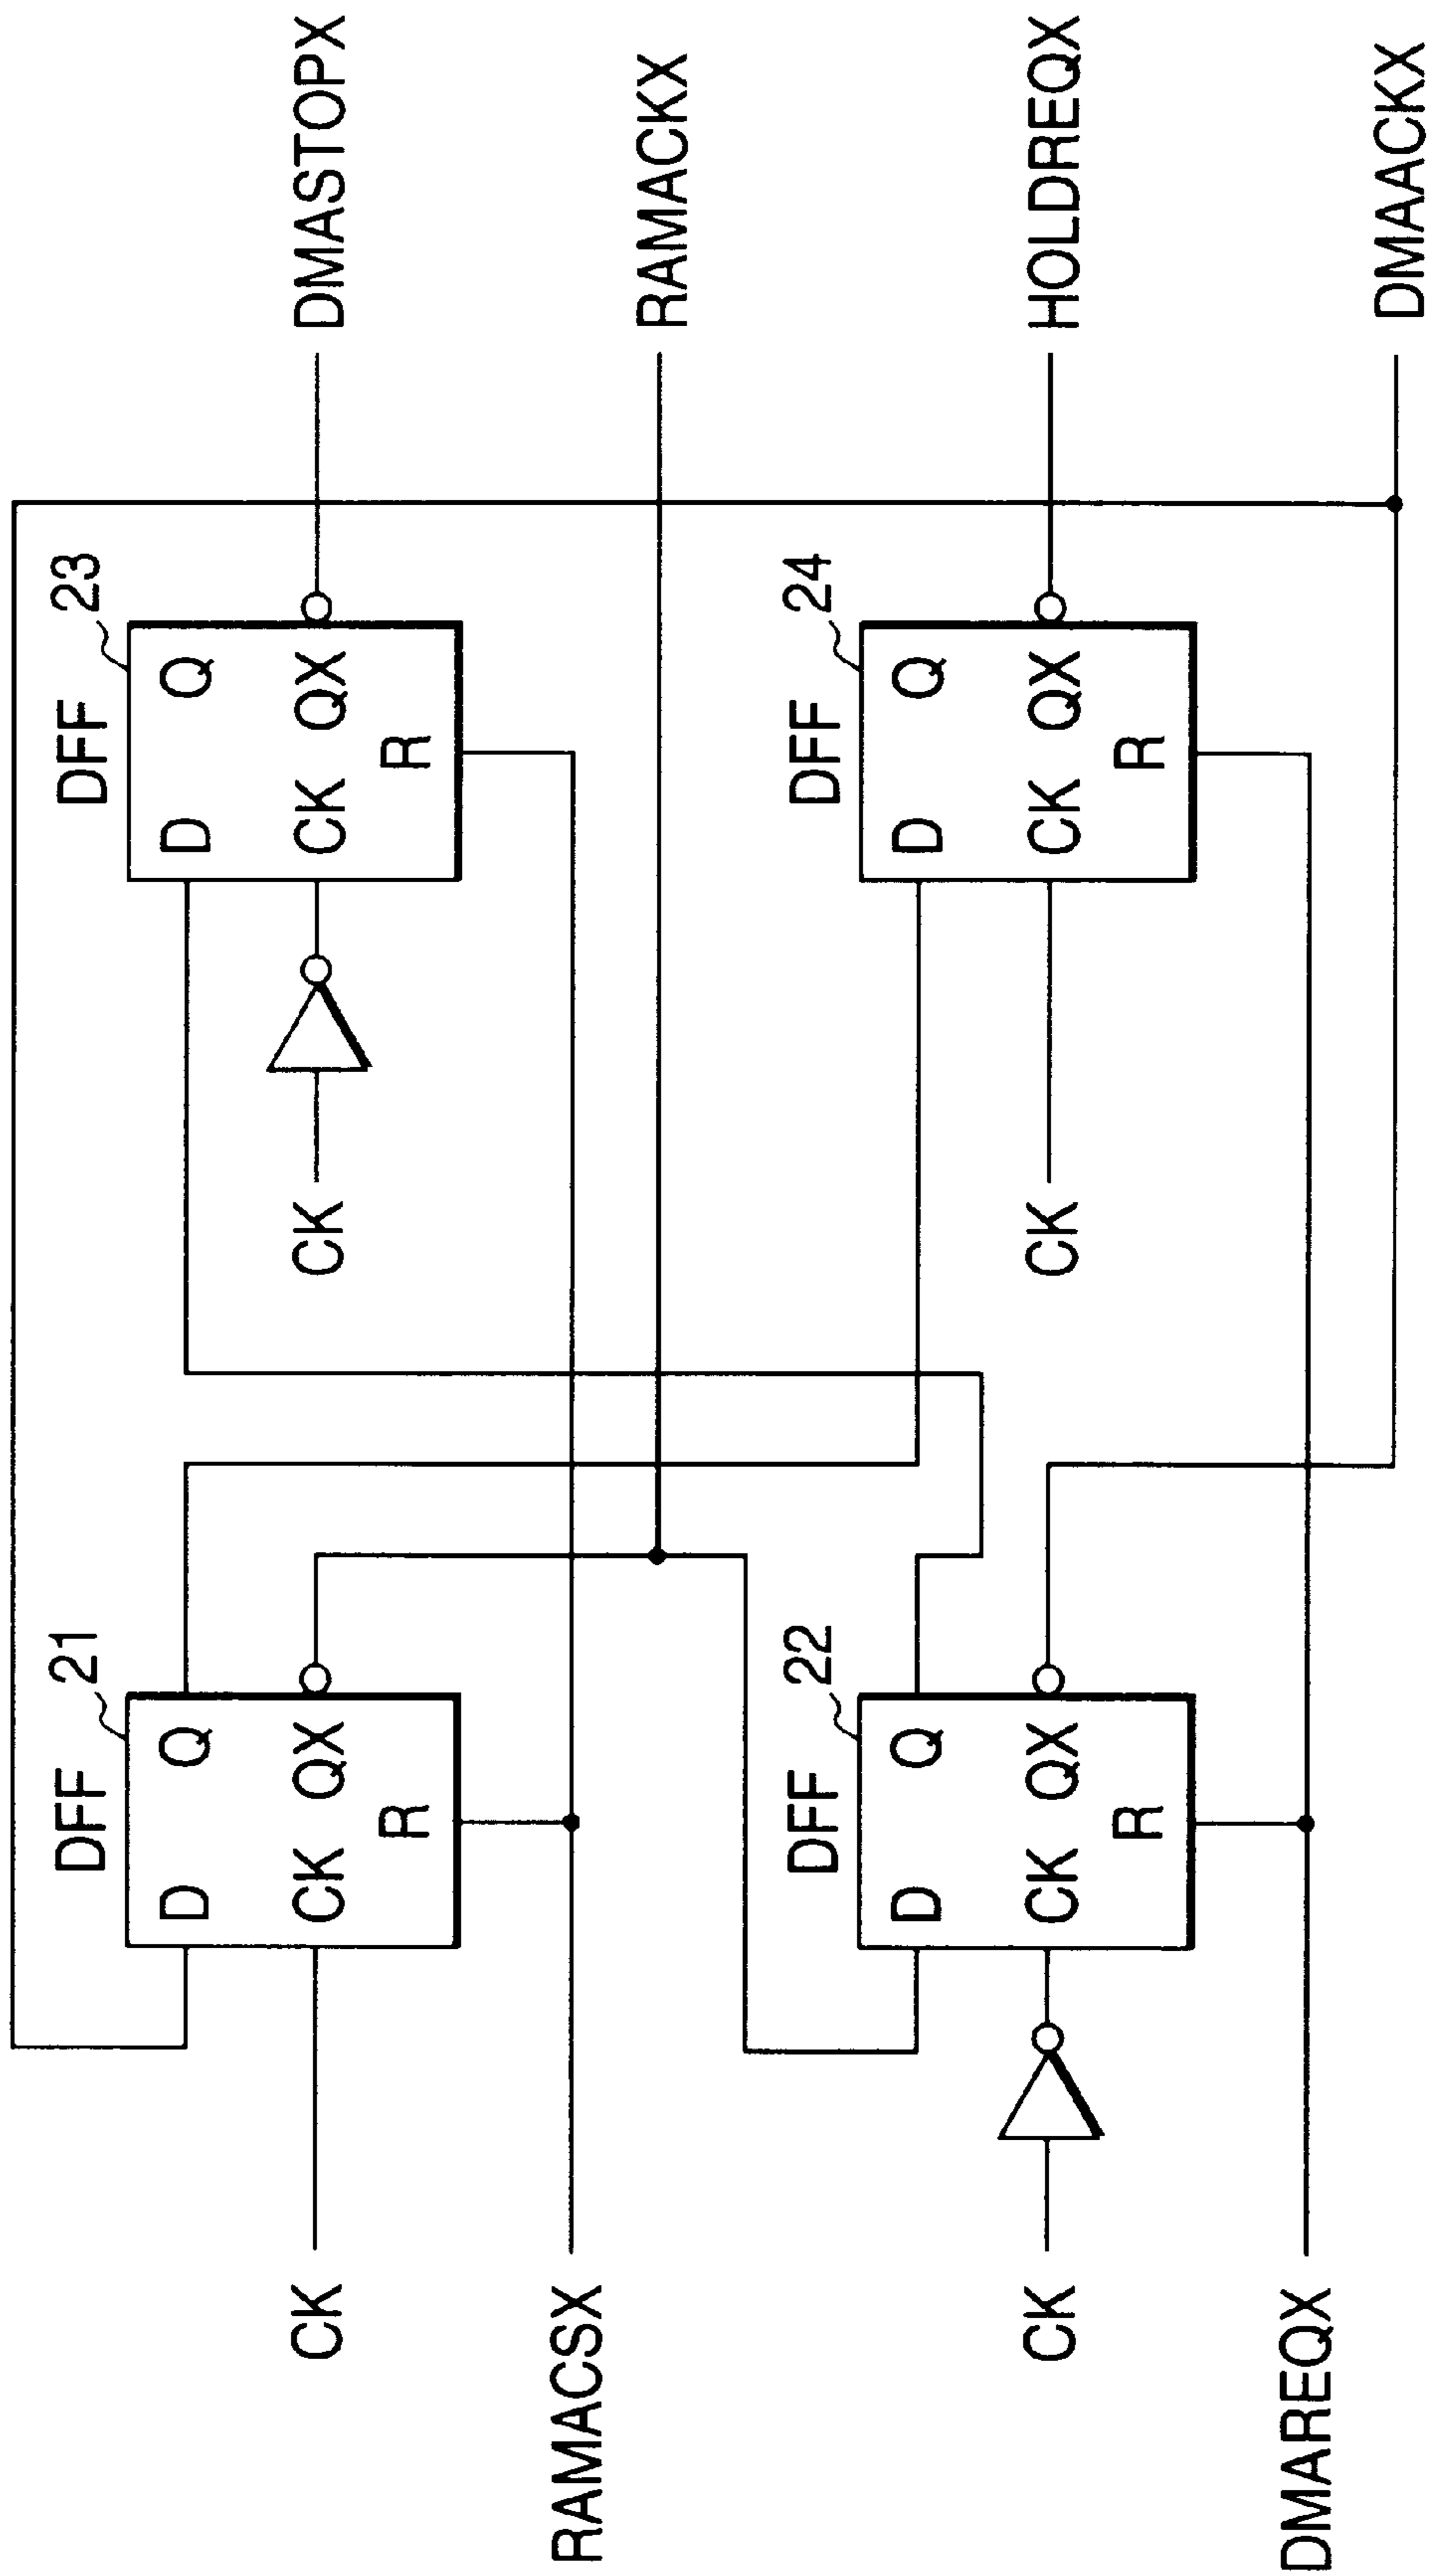 DFF 21
D Q
CK
CK QX
R
RAMACSX
DFF 22
D Q
CK
CK QX
R
DMAREQX
DFF 23
D Q
CK
CK QX
R
DMASTOPX
RAMACKX
DFF 24
D Q
CK
CK QX
R
HOLDREQX
DMAACKX